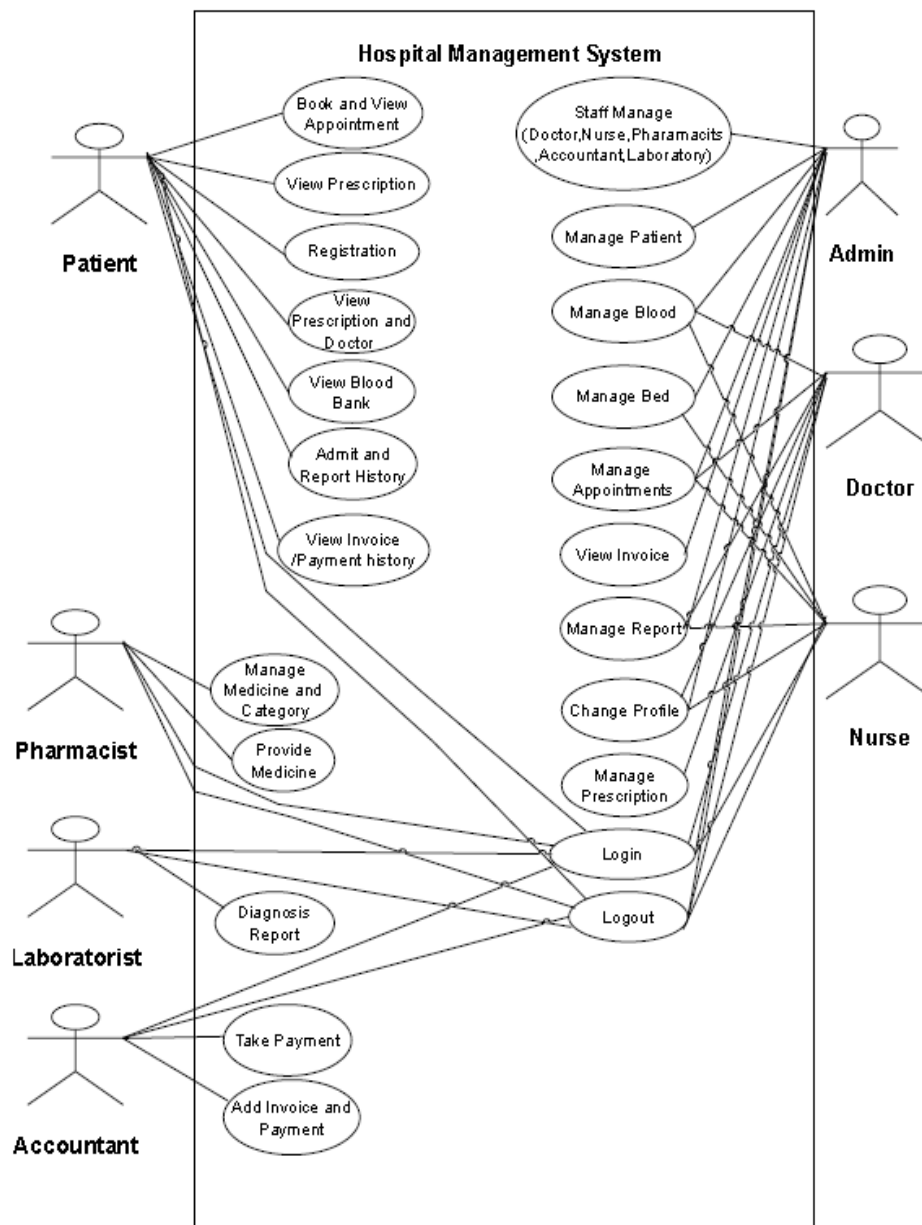 Hospital Management System
Book and View
Appointment
View Prescription
Registration
View
Prescription and
Doctor
View Blood
Bank
Admit and
Report History
View Invoice
/Payment history
Patient
Staff Manage
(Doctor,Nurse,Pharamacits
,Accountant,Laboratory)
Manage Patient
Manage Blood
Manage Bed
Manage
Appointments
View Invoice
Manage Report
Change Profile
Manage
Prescription
Login
Logout
Admin
Doctor
Nurse
Manage
Medicine and
Category
Provide
Medicine
Pharmacist
Diagnosis
Report
Laboratorist
Take Payment
Add Invoice and
Payment
Accountant